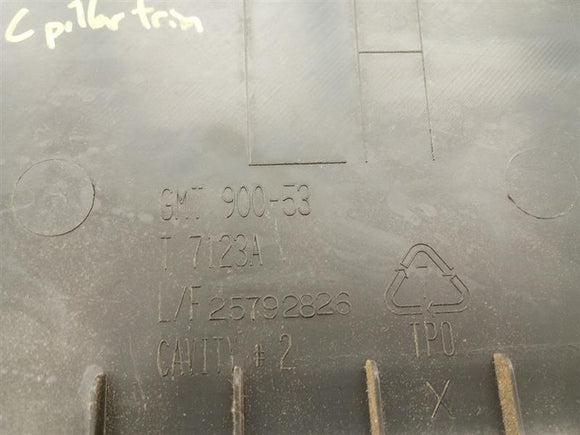 C pillar trim
GMT 900-53
T 7123A
L/F 25792826
CAVITY # 2
TPO
X